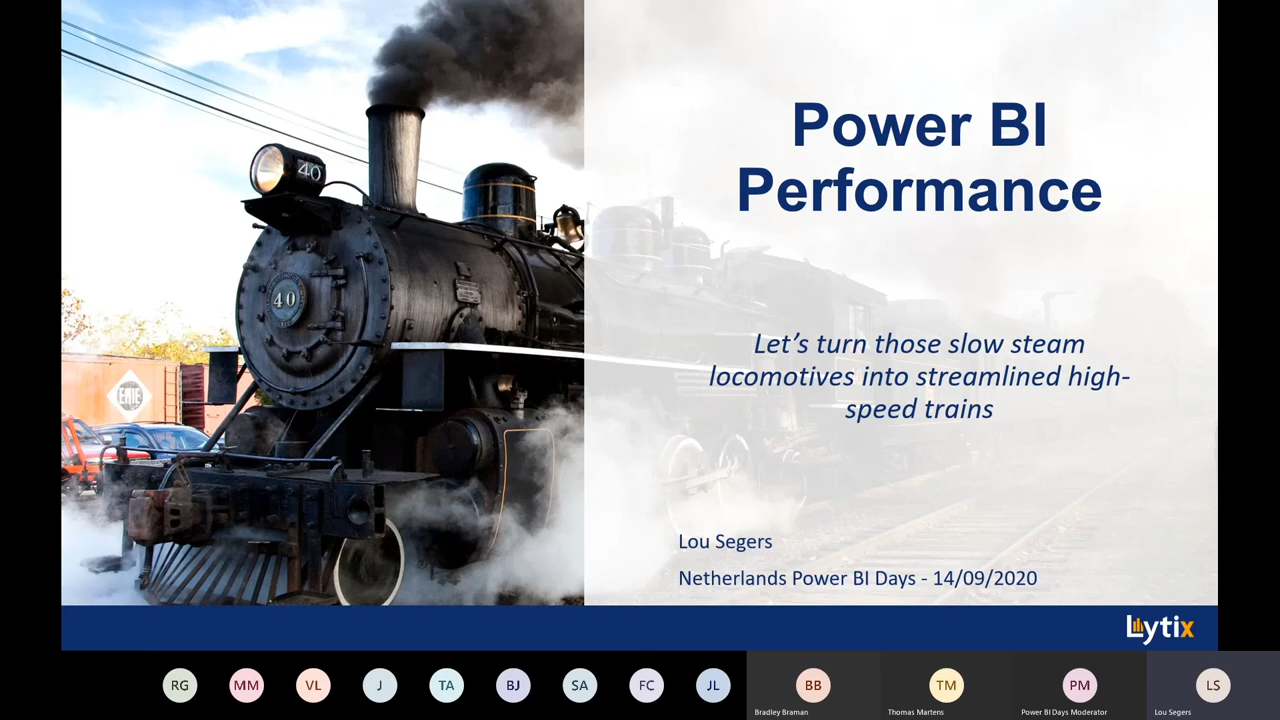 40
40
ERIE
Power BI
Performance
Let's turn those slow steam
locomotives into streamlined high-
speed trains
Lou Segers
Netherlands Power BI Days - 14/09/2020
Lytix
RG
MM
VL
J
TA
BJ
SA
FC
JL
BB
TM
PM
LS
Bradley Braman
Thomas Martens
Power BI Days Moderator
Lou Segers